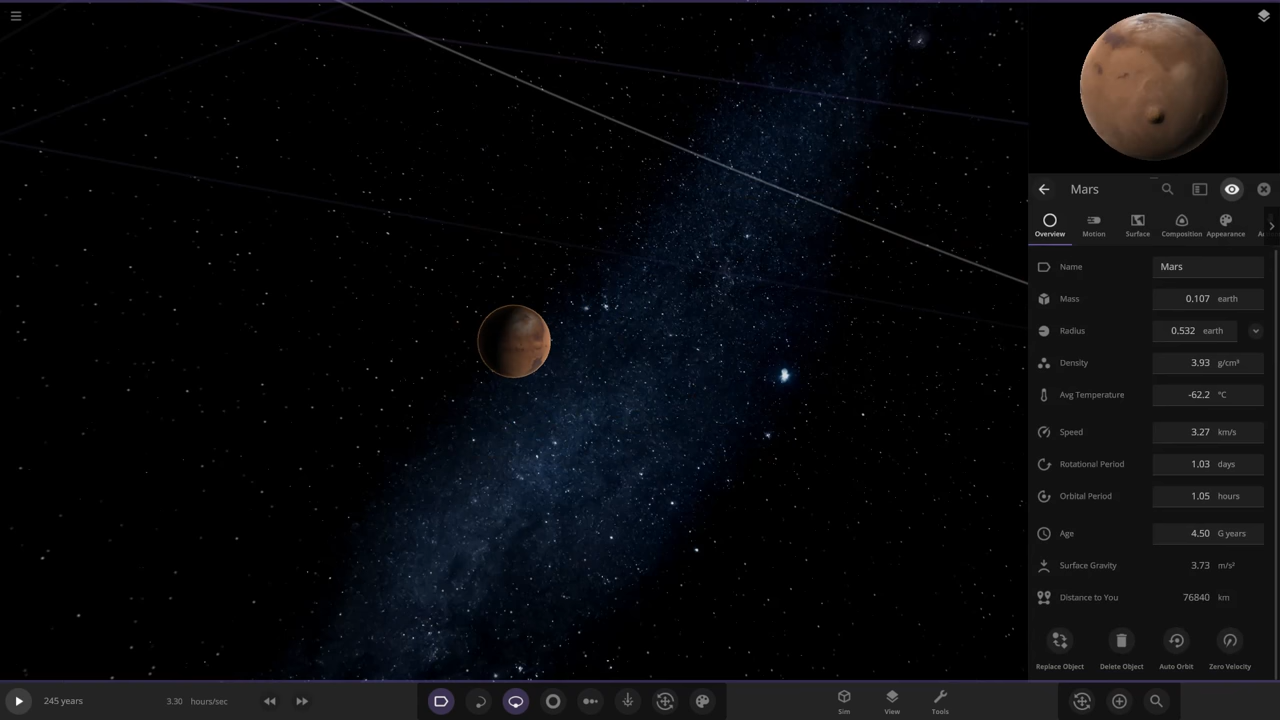 Mars
Overview
Motion
Surface
Composition
Appearance
Name Mars
Mass 0.107 earth
Radius 0.532 earth
Density 3.93 g/cm³
Avg Temperature -62.2 °C
Speed 3.27 km/s
Rotational Period 1.03 days
Orbital Period 1.05 hours
Age 4.50 G years
Surface Gravity 3.73 m/s²
Distance to You 76840 km
Replace Object
Delete Object
Auto Orbit
Zero Velocity
245 years
3.30 hours/sec
Sim
View
Tools